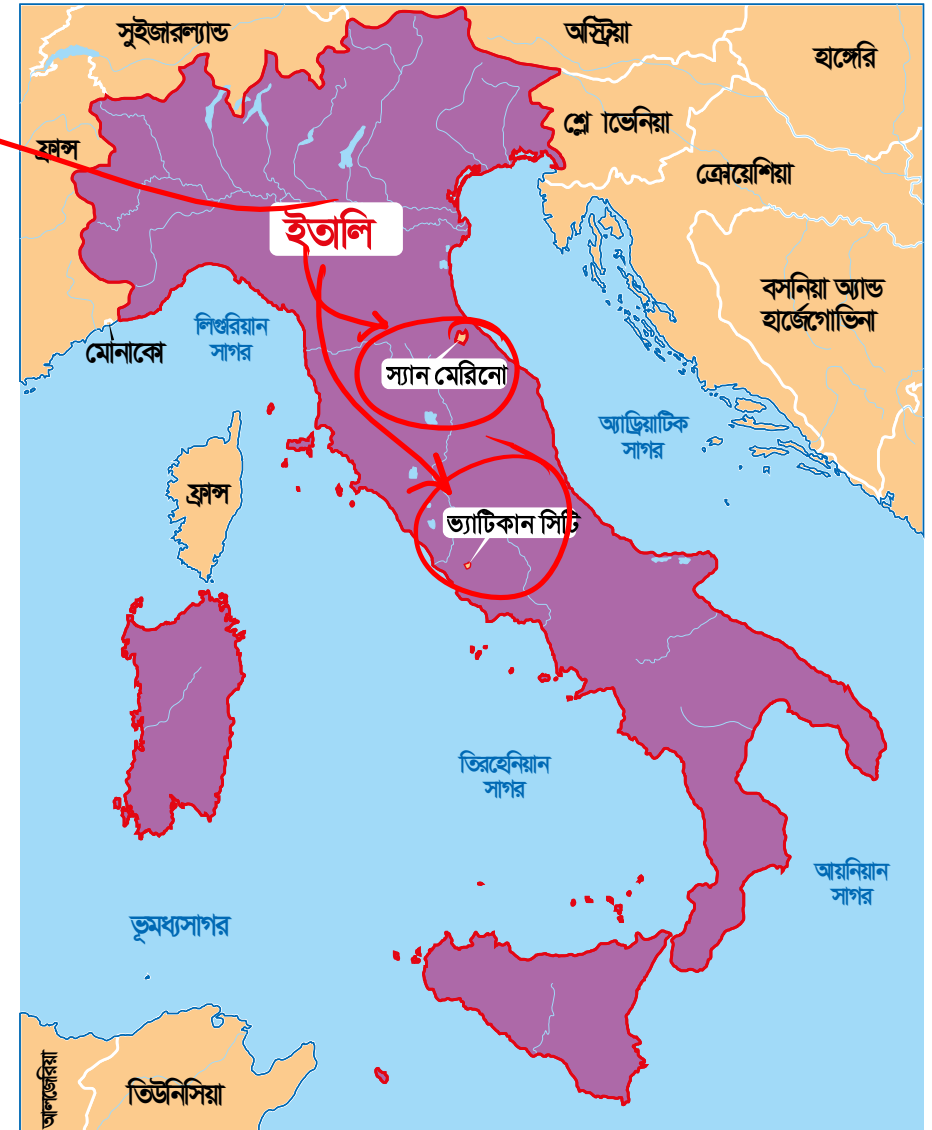 সুইজারল্যান্ড
অস্ট্রিয়া
হাঙ্গেরি
স্লোভেনিয়া
ফ্রান্স
ক্রোয়েশিয়া
ইতালি
বসনিয়া অ্যান্ড
হার্জেগোভিনা
লিগুরিয়ান
সাগর
মোনাকো
স্যান মেরিনো
অ্যাড্রিয়াটিক
সাগর
ফ্রান্স
ভ্যাটিকান সিটি
তিরহেনিয়ান
সাগর
আয়নিয়ান
সাগর
ভূমধ্যসাগর
আলজেরিয়া
তিউনিসিয়া